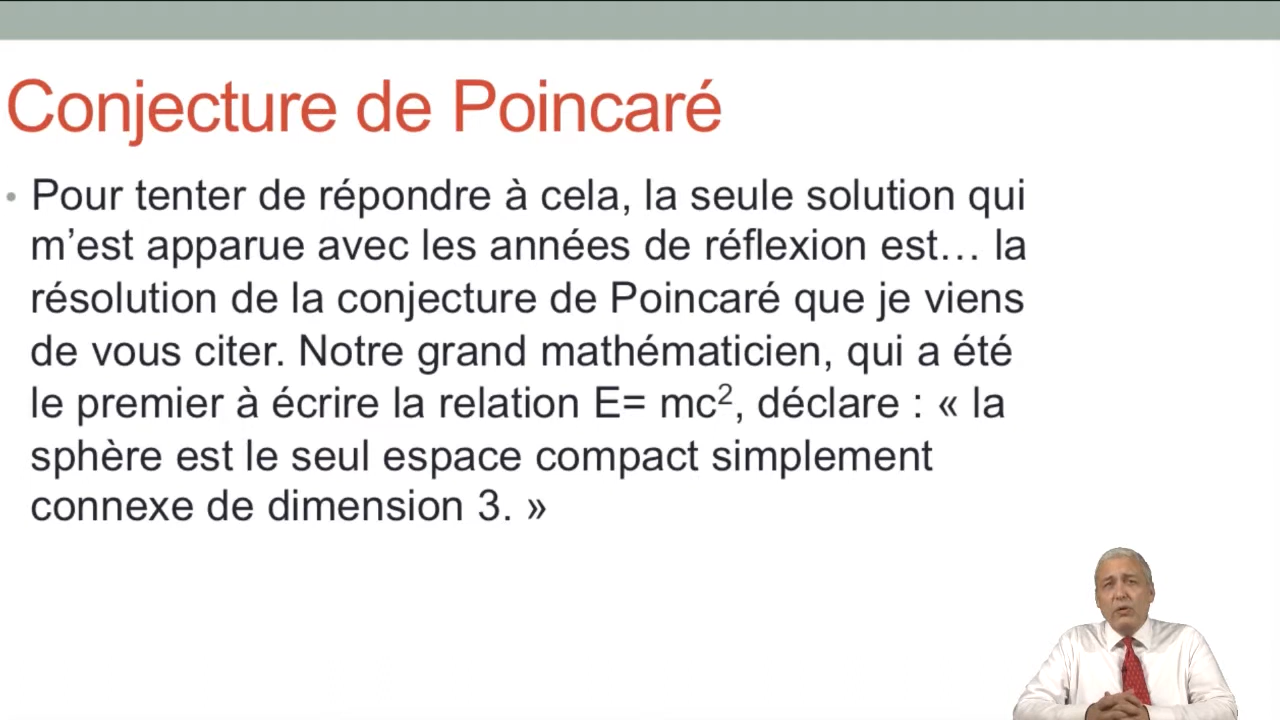 Conjecture de Poincaré
• Pour tenter de répondre à cela, la seule solution qui
m’est apparue avec les années de réflexion est… la
résolution de la conjecture de Poincaré que je viens
de vous citer. Notre grand mathématicien, qui a été
le premier à écrire la relation E= mc², déclare : « la
sphère est le seul espace compact simplement
connexe de dimension 3. »